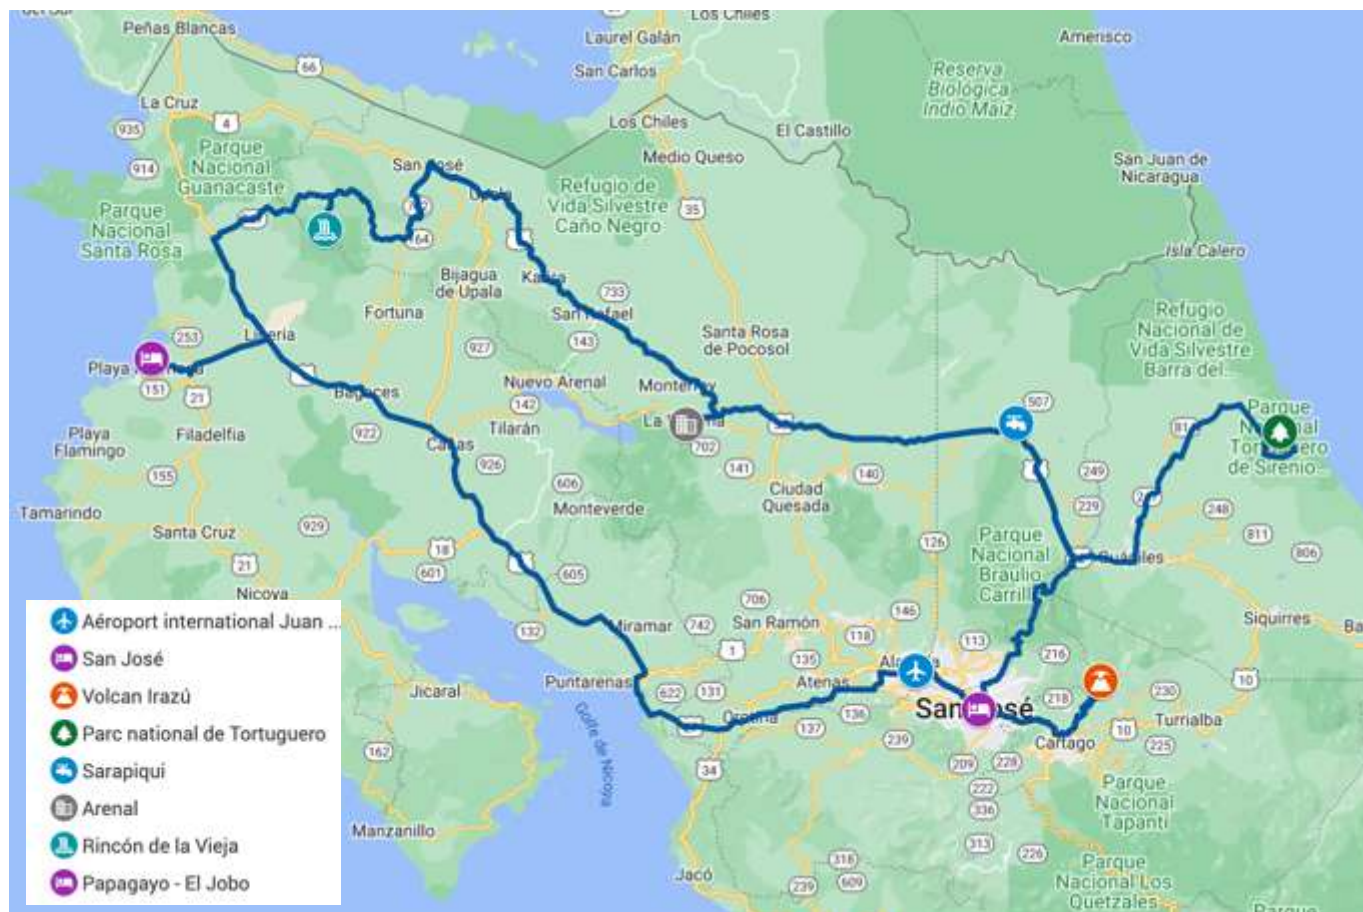 Los Chiles
Peñas Blancas
Laurel Galán
Amerisco
San Carlos
66
Reserva
Biológica
Indio Maíz
La Cruz
4
935
Los Chiles
El Castillo
Parque
Nacional
Guanacaste
914
San José
Medio Queso
San Juan de
Nicaragua
Upala
Refugio de
Vida Silvestre
Caño Negro
35
Parque
Nacional
Santa Rosa
164
Isla Calero
Bijagua
de Upala
733
Fortuna
San Rafael
Refugio
Nacional de
Vida Silvestre
Barra del...
Liberia
253
143
Santa Rosa
de Pocosol
927
Playa
151
21
Nuevo Arenal
Monterrey
Bagaces
142
507
Parque
Nacional
Tortuguero
de Sirenio...
Playa
Flamingo
Filadelfia
922
Cañas
Tilarán
702
155
926
141
140
249
606
Ciudad
Quesada
Tamarindo
Monteverde
229
248
Santa Cruz
929
126
Parque
Nacional
Braulio
Carrillo
811
18
806
21
601
605
Guápiles
Nicoya
706
146
Siquirres
132
Miramar
742
San Ramón
118
113
1
135
216
Puntarenas
622
131
Atenas
10
Jicaral
Orotina
136
San José
218
230
137
Turrialba
162
239
Cartago
10
225
34
209
228
Golfo de Nicoya
222
336
Parque
Nacional
Tapantí
Manzanillo
313
226
318
Jacó
239
609
Parque
Nacional Los
Quetzales
Aéroport international Juan ...
San José
Volcan Irazú
Parc national de Tortuguero
Sarapiqui
Arenal
Rincón de la Vieja
Papagayo - El Jobo